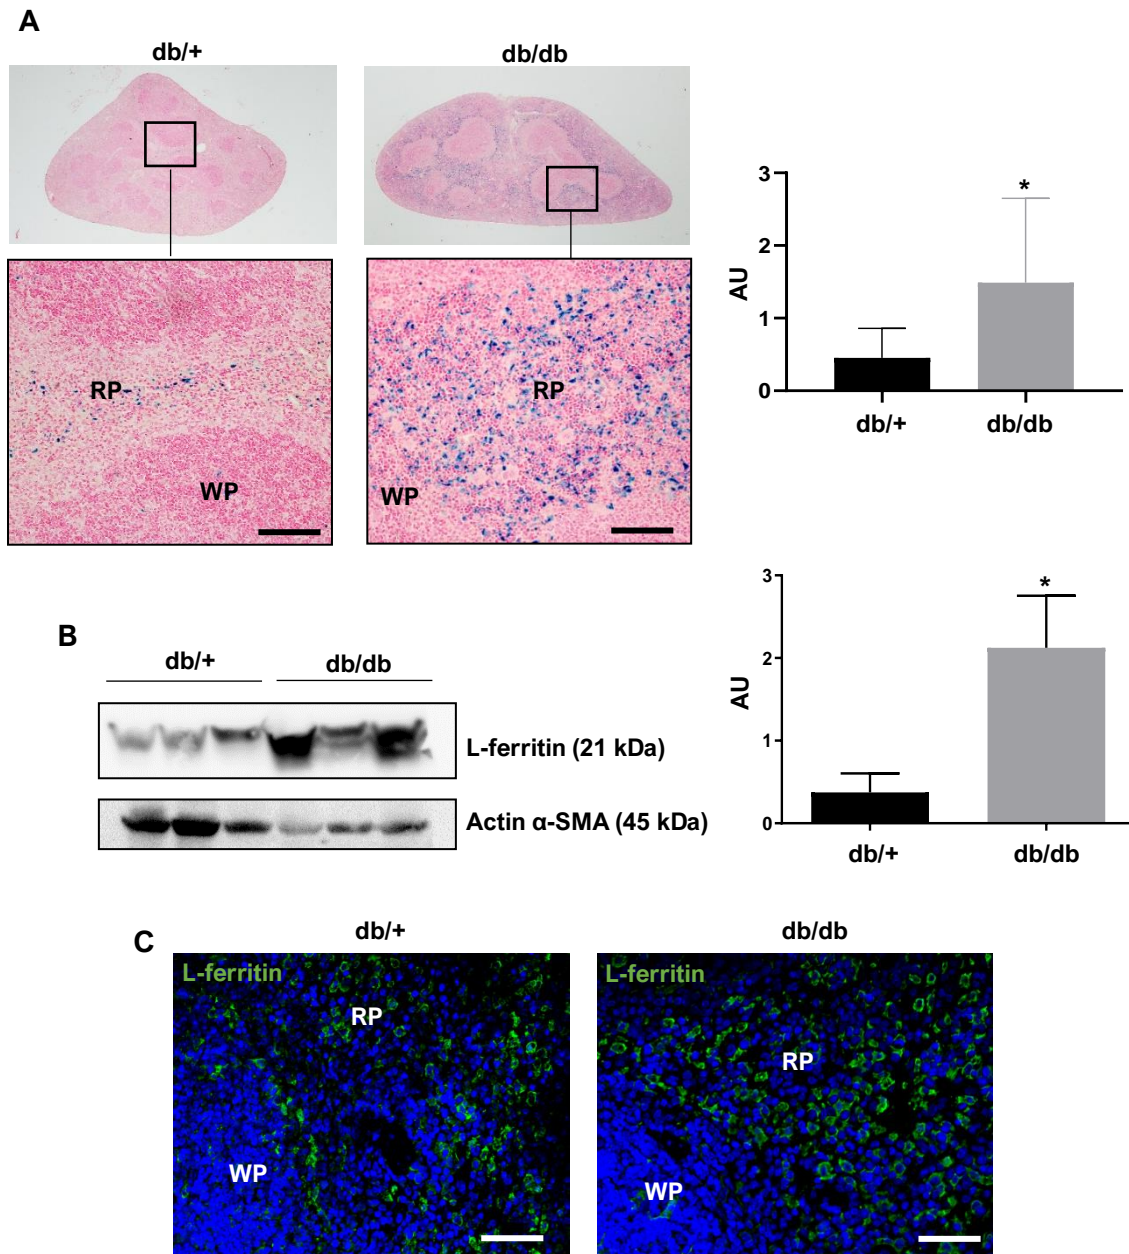 A
db/+
db/db
RP
WP
RP
WP
3
2
1
0
AU
*
db/+
db/db
B
db/+
db/db
L-ferritin (21 kDa)
Actin α-SMA (45 kDa)
3
2
1
0
AU
*
db/+
db/db
C
db/+
db/db
L-ferritin
RP
WP
L-ferritin
RP
WP